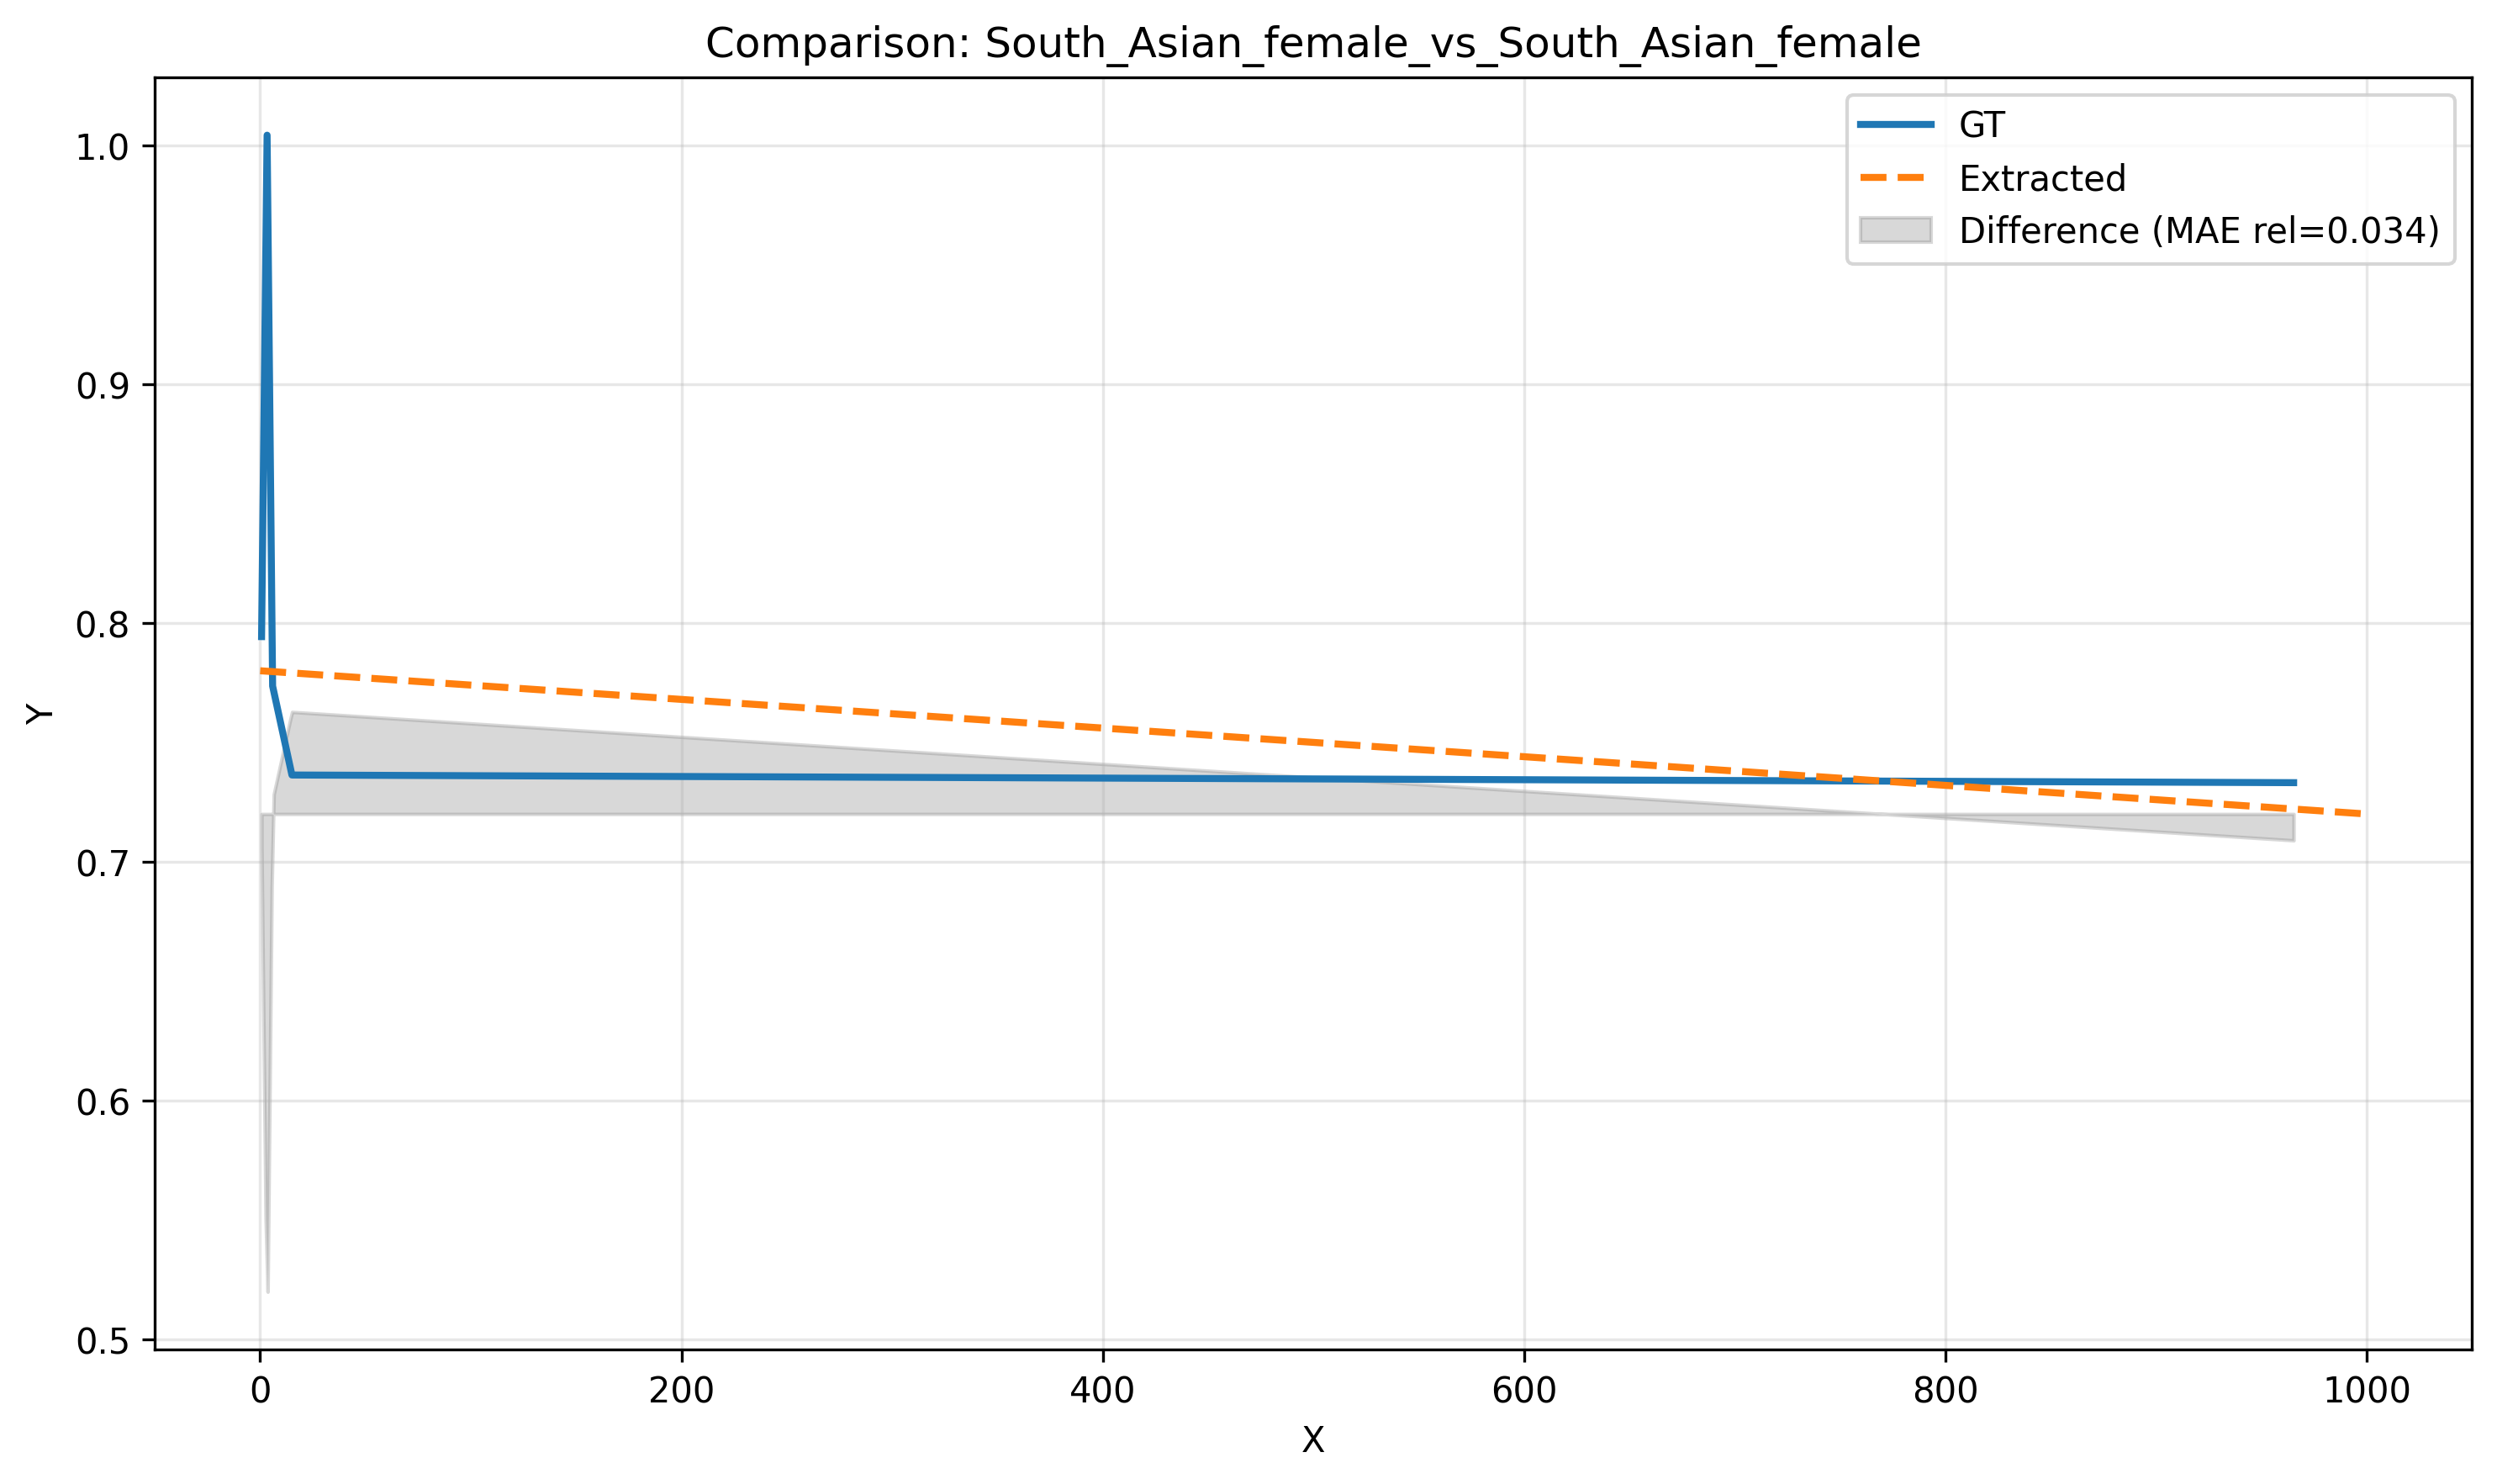 Comparison: South_Asian_female_vs_South_Asian_female
GT
Extracted
Difference (MAE rel=0.034)
1.0
0.9
0.8
0.7
0.6
0.5
Y
0 200 400 600 800 1000
X